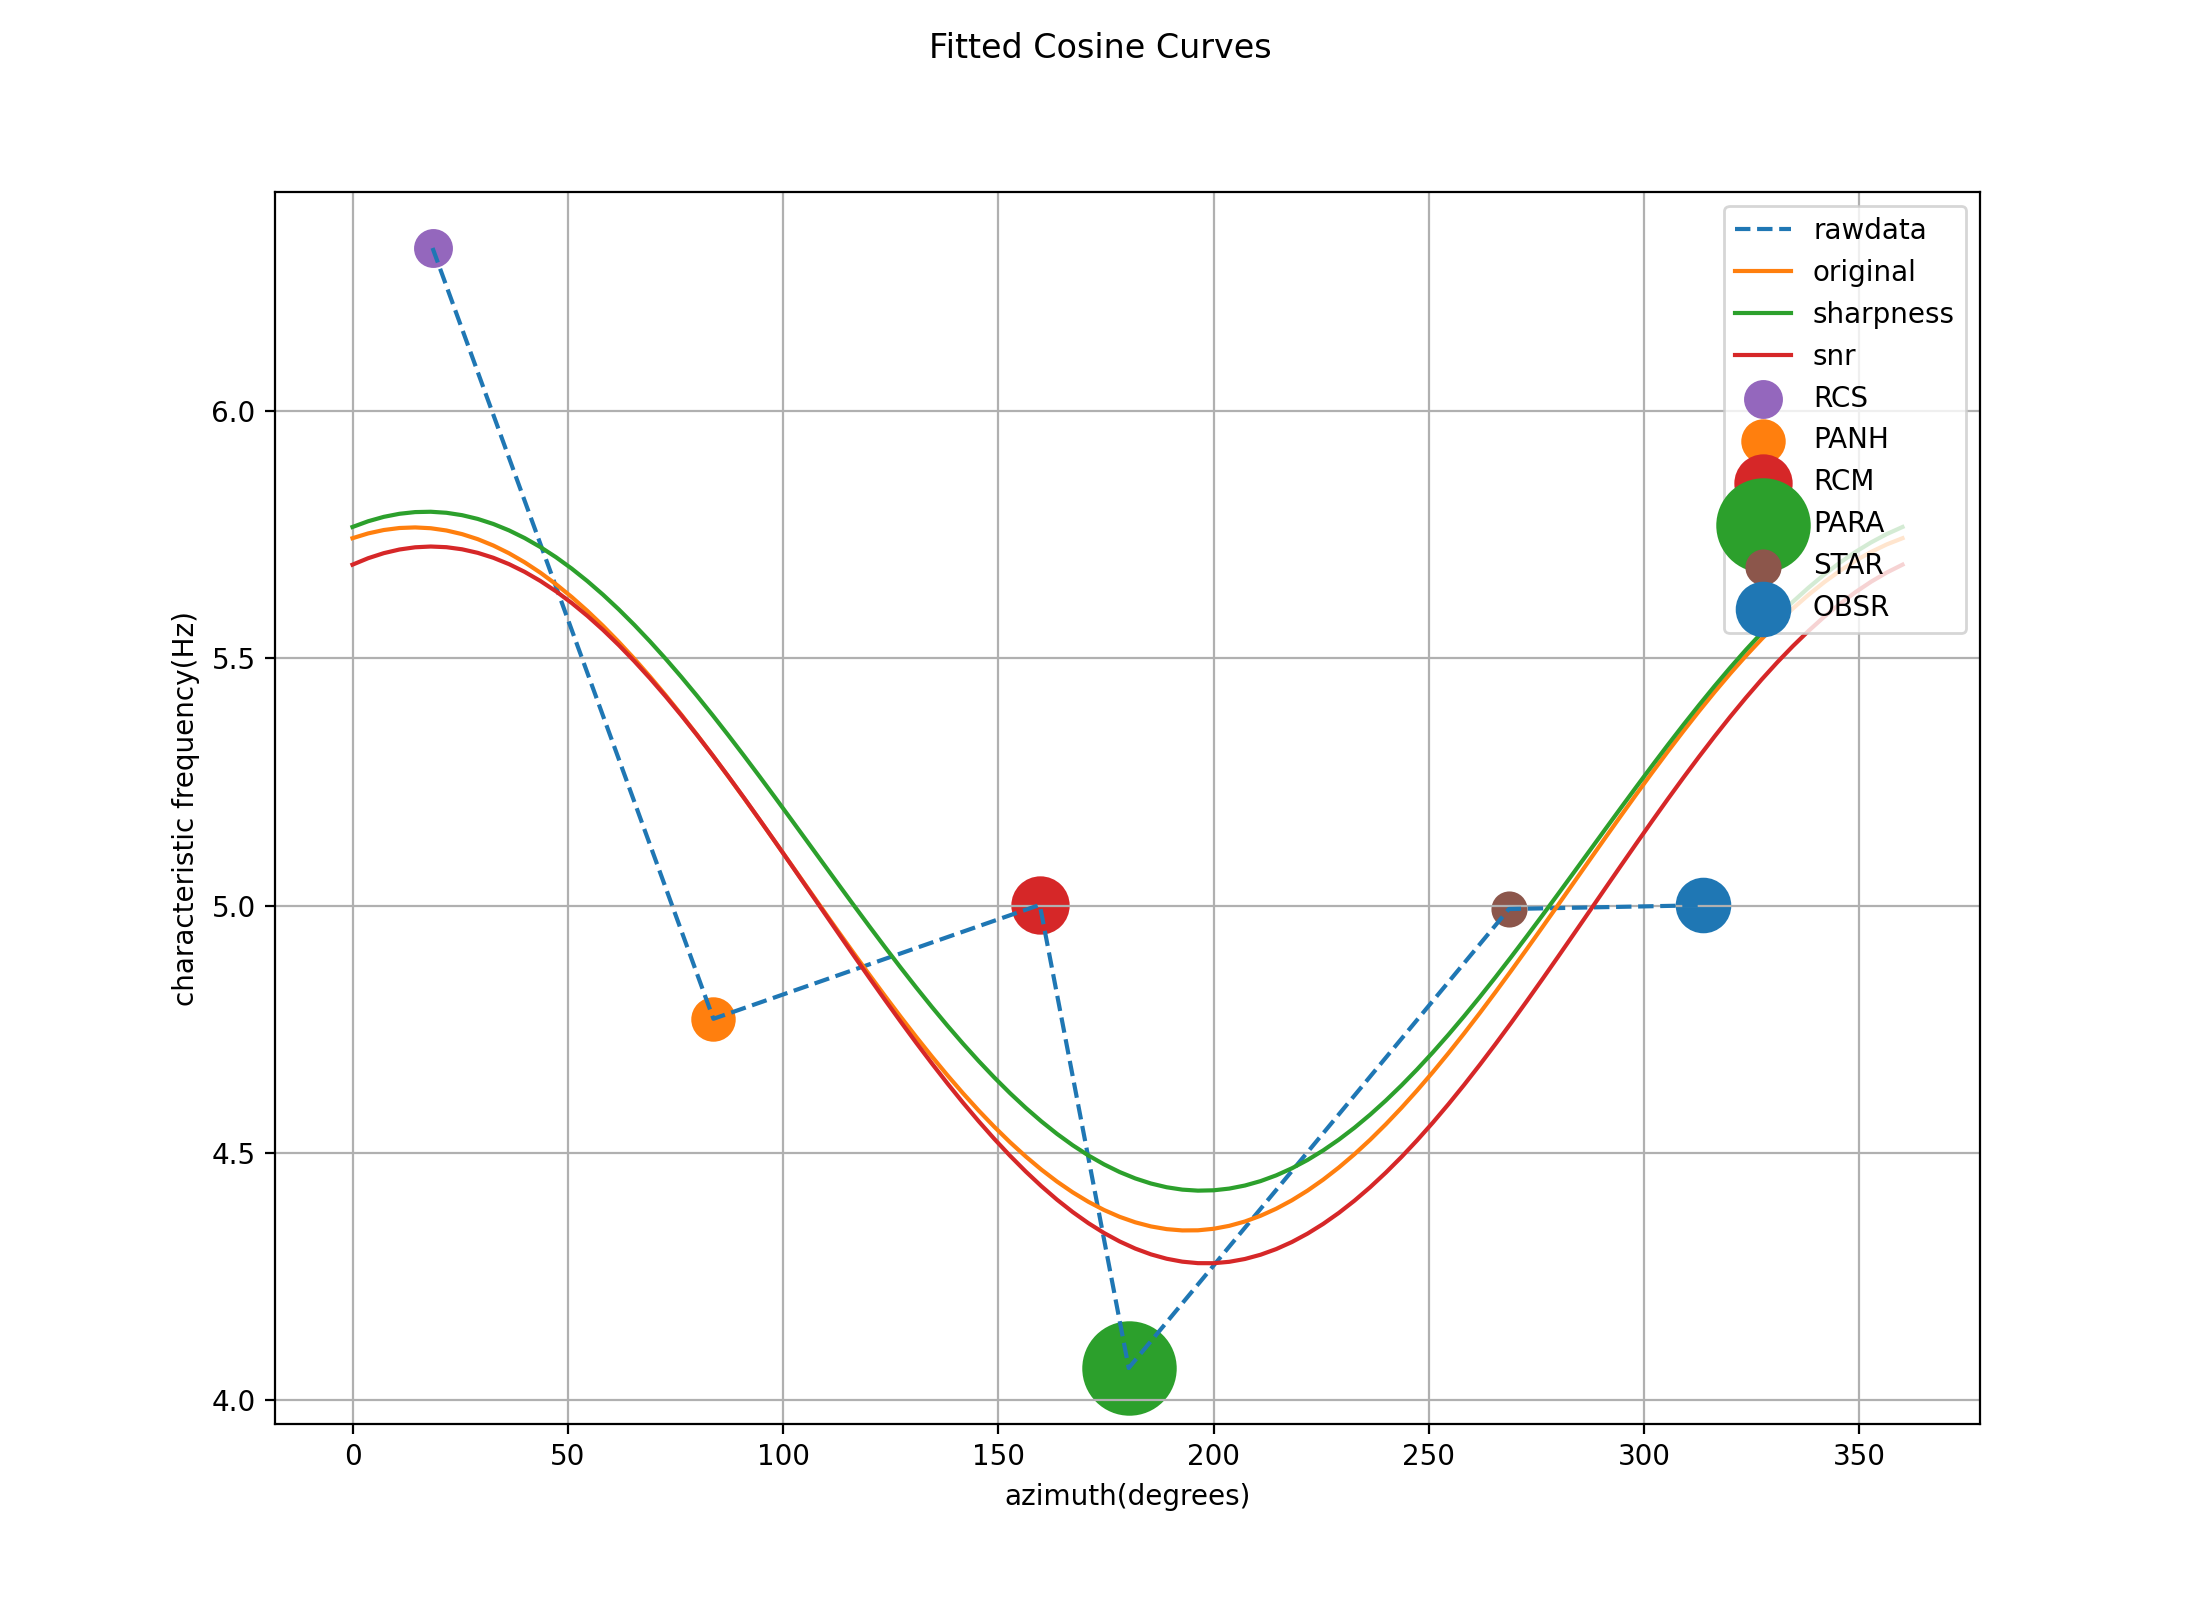 Fitted Cosine Curves
characteristic frequency(Hz)
6.0
5.5
5.0
4.5
4.0
0 50 100 150 200 250 300 350
azimuth(degrees)
rawdata
original
sharpness
snr
RCS
PANH
RCM
PARA
STAR
OBSR